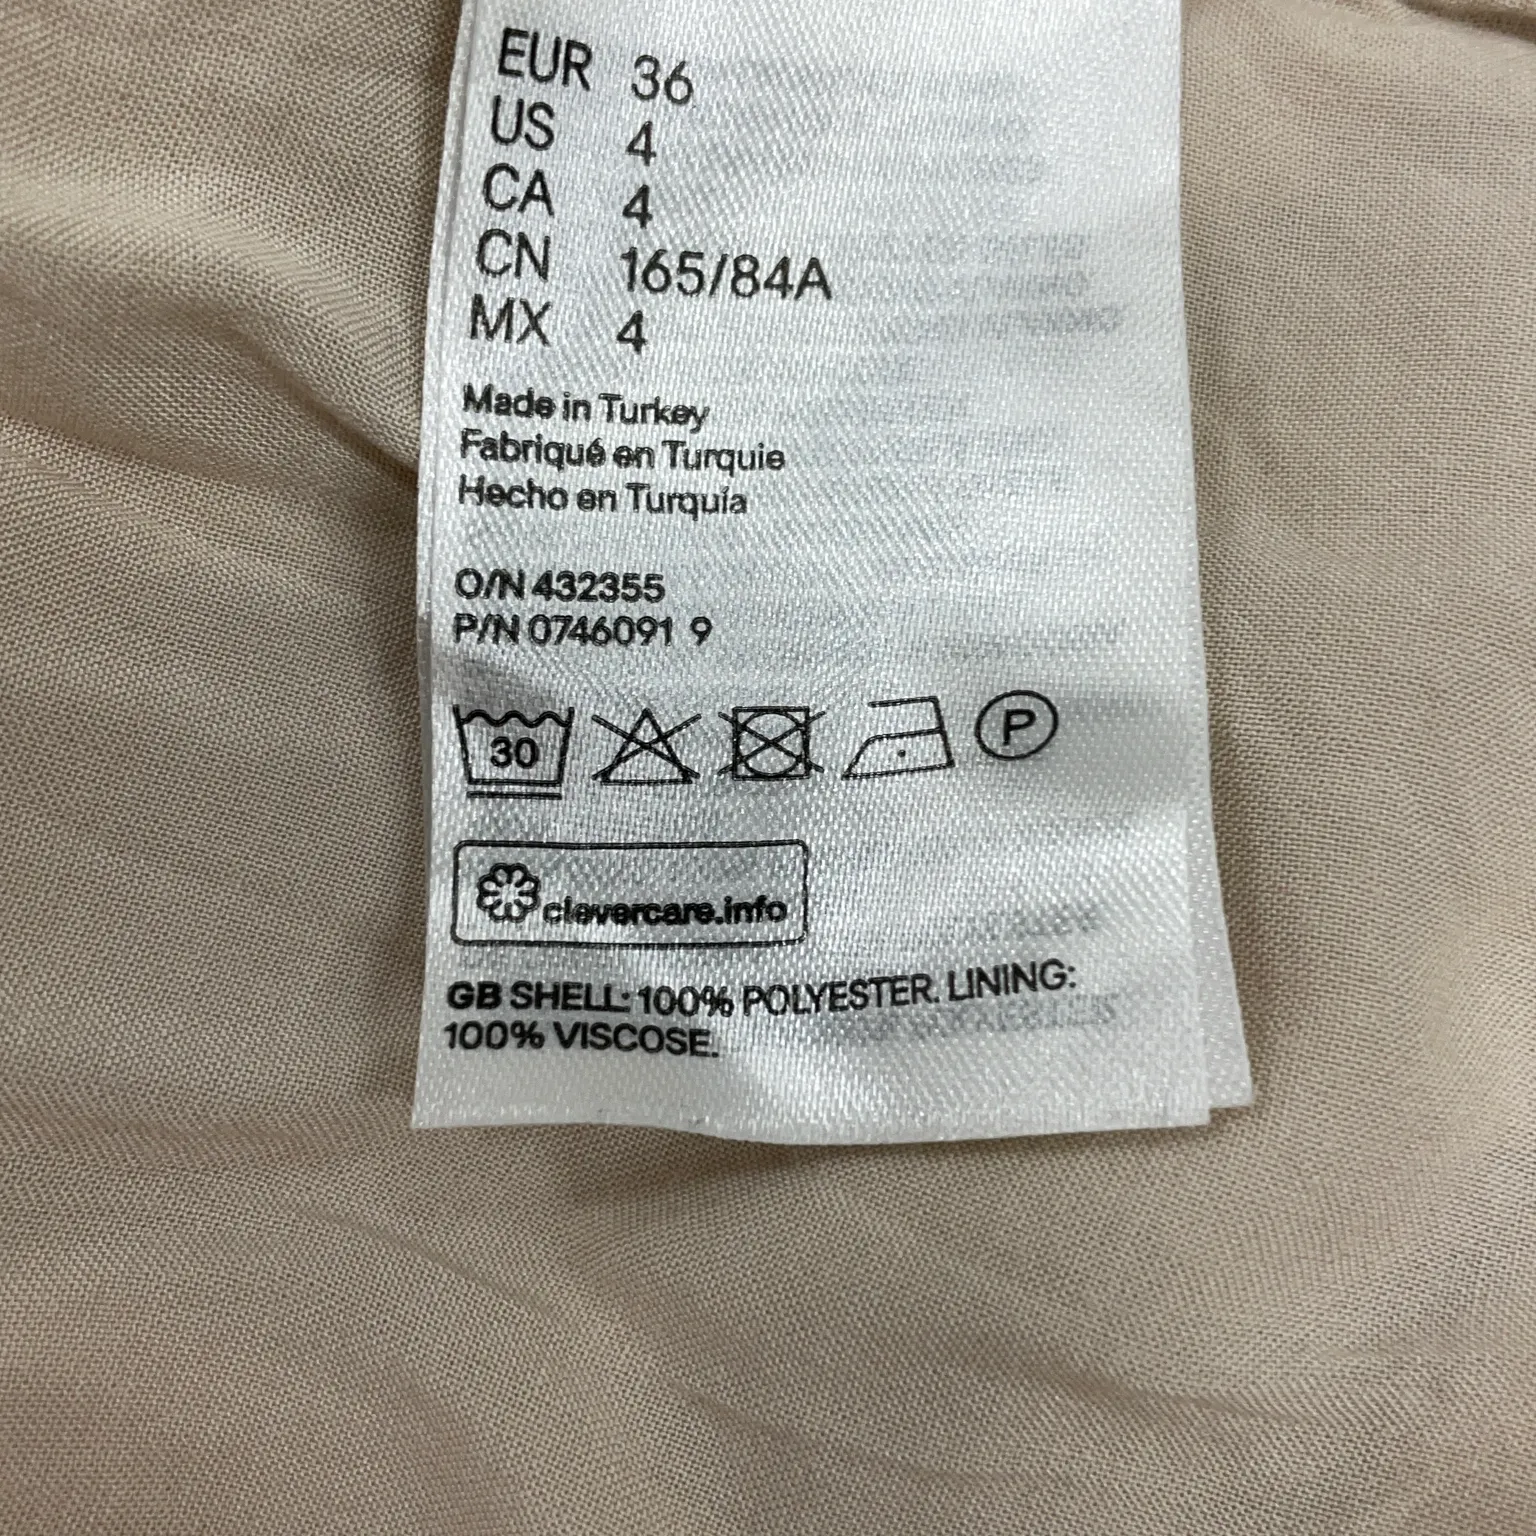 EUR 36
US 4
CA 4
CN 165/84A
MX 4
Made in Turkey
Fabriqué en Turquie
Hecho en Turquía
O/N 432355
P/N 0746091 9
30 P
clevercare.info
GB SHELL: 100% POLYESTER. LINING:
100% VISCOSE.